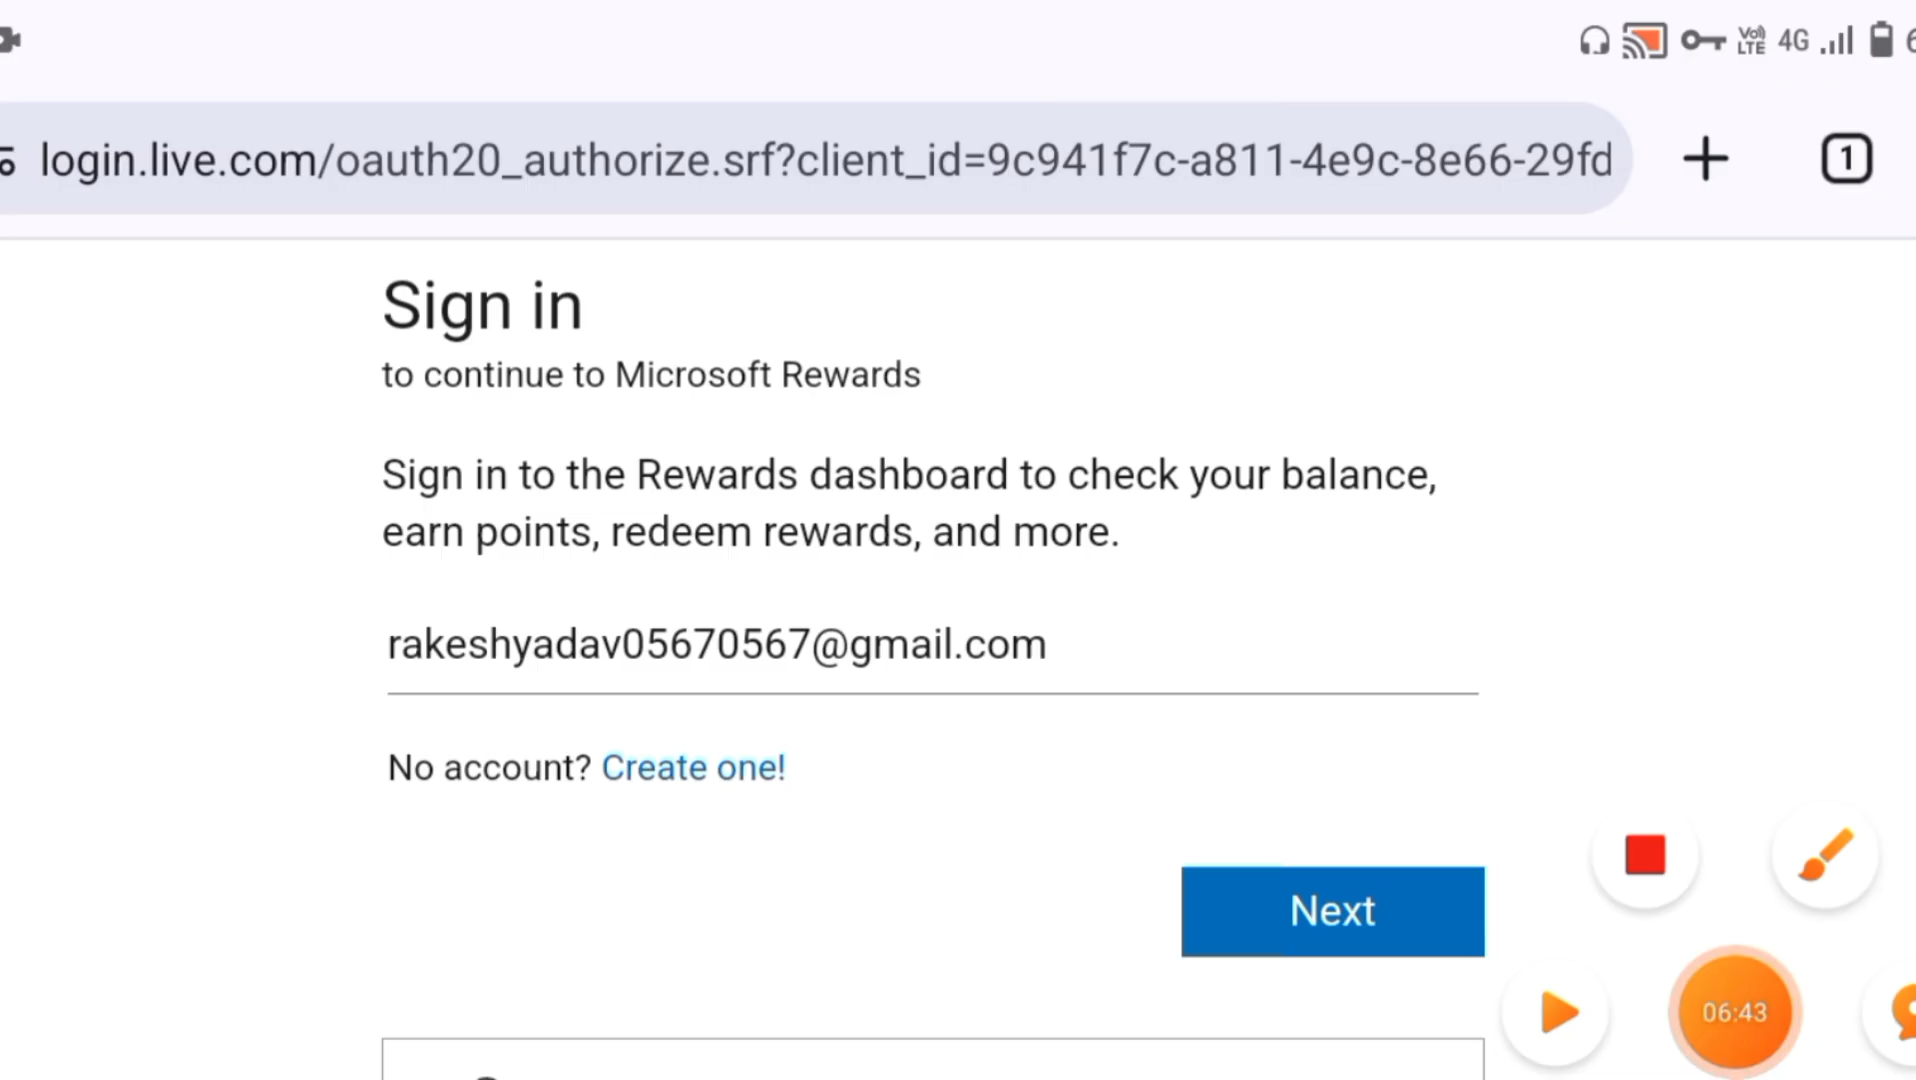 Vo) LTE 4G
login.live.com/oauth20_authorize.srf?client_id=9c941f7c-a811-4e9c-8e66-29fd
1
Sign in
to continue to Microsoft Rewards
Sign in to the Rewards dashboard to check your balance,
earn points, redeem rewards, and more.
rakeshyadav05670567@gmail.com
No account? Create one!
Next
06:43